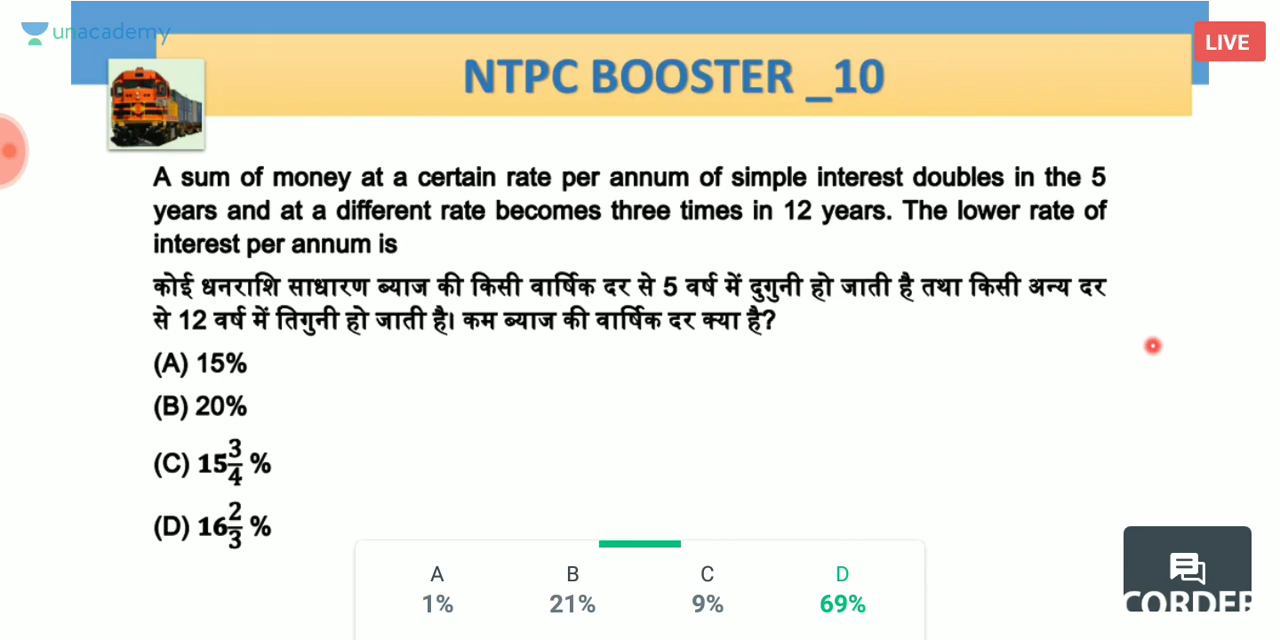 unacademy
LIVE
NTPC BOOSTER _10
A sum of money at a certain rate per annum of simple interest doubles in the 5
years and at a different rate becomes three times in 12 years. The lower rate of
interest per annum is
कोई धनराशि साधारण ब्याज की किसी वार्षिक दर से 5 वर्ष में दुगुनी हो जाती है तथा किसी अन्य दर
से 12 वर्ष में तिगुनी हो जाती है। कम ब्याज की वार्षिक दर क्या है?
(A) 15%
(B) 20%
(C) 15 3/4 %
(D) 16 2/3 %
A B C D
1% 21% 9% 69%
CORDER